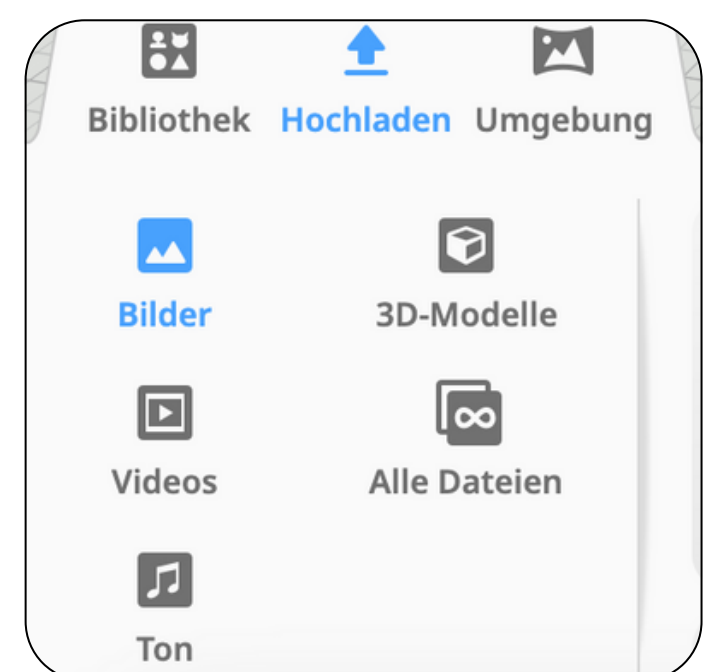 Bibliothek Hochladen Umgebung
Bilder 3D-Modelle
Videos Alle Dateien
Ton